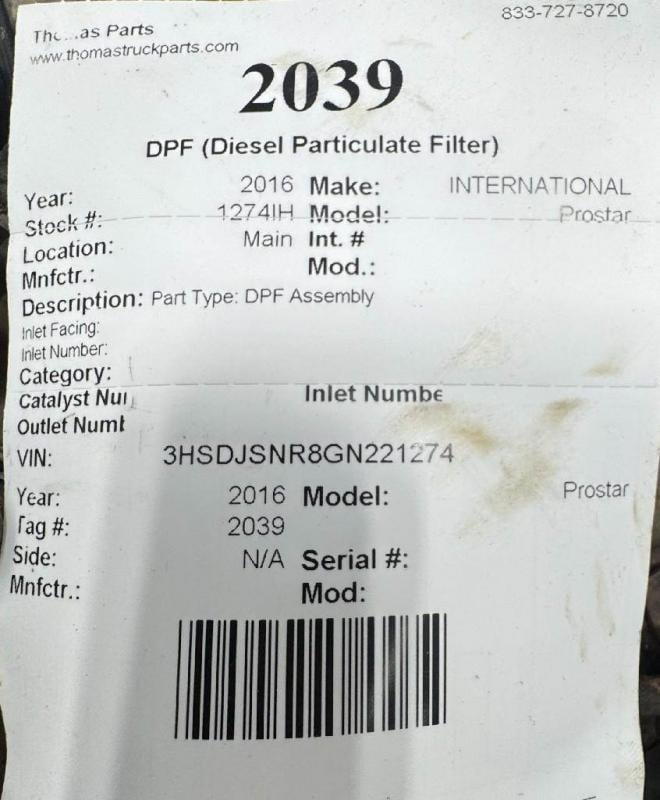 Parts
833-727-8720
www.thomastruckparts.com
2039
DPF (Diesel Particulate Filter)
Year: 2016 Make: INTERNATIONAL
Stock #: 1274IH Model: Prostar
Location: Main Int. #
Mnfctr.: Mod.:
Description: Part Type: DPF Assembly
Inlet Facing:
Inlet Number:
Category:
Catalyst Inlet Numbe
Outlet
VIN: 3HSDJSNR8GN221274
Year: 2016 Model: Prostar
Tag #: 2039
Side: N/A Serial #:
Mnfctr.: Mod: